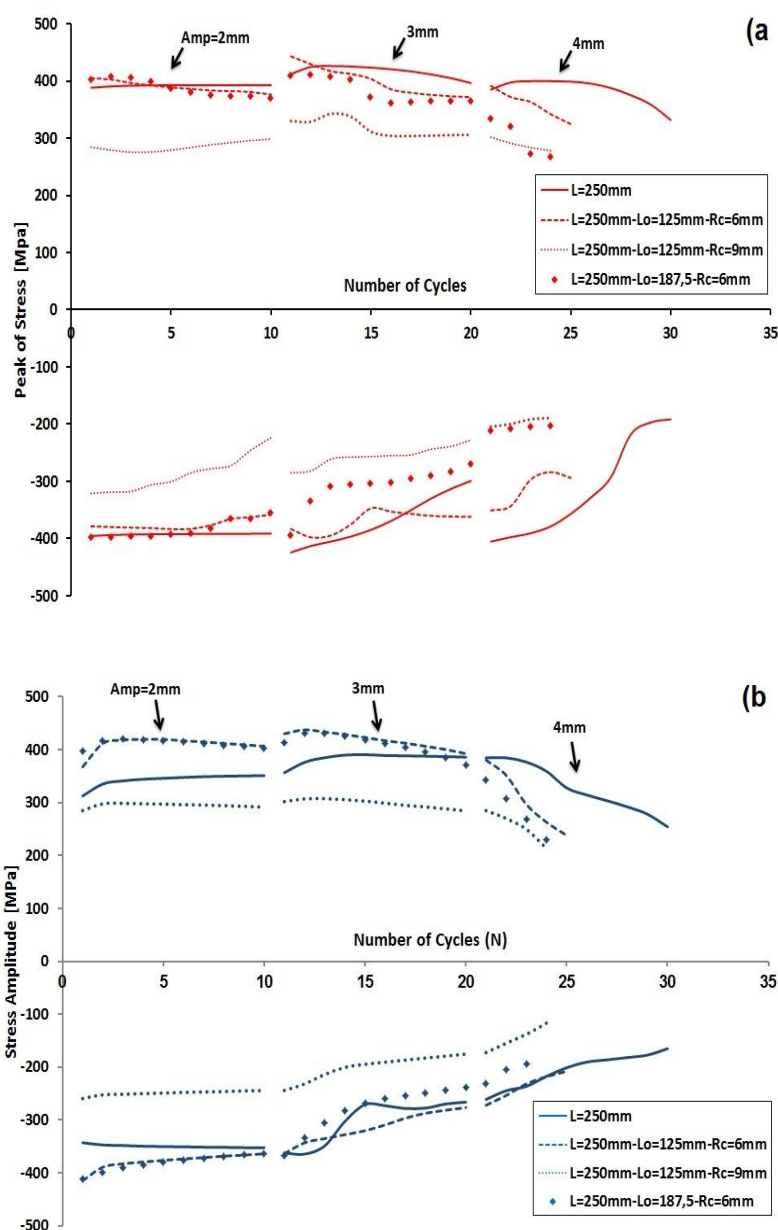 (a
Amp=2mm
3mm
4mm
500
400
300
200
100
0
-100
-200
-300
-400
-500
Peak of Stress [Mpa]
L=250mm
L=250mm-Lo=125mm-Rc=6mm
L=250mm-Lo=125mm-Rc=9mm
L=250mm-Lo=187,5-Rc=6mm
Number of Cycles
0 5 10 15 20 25 30 35
(b
Amp=2mm
3mm
4mm
500
400
300
200
100
0
-100
-200
-300
-400
-500
Stress Amplitude [MPa]
Number of Cycles (N)
0 5 10 15 20 25 30 35
L=250mm
L=250mm-Lo=125mm-Rc=6mm
L=250mm-Lo=125mm-Rc=9mm
L=250mm-Lo=187,5-Rc=6mm